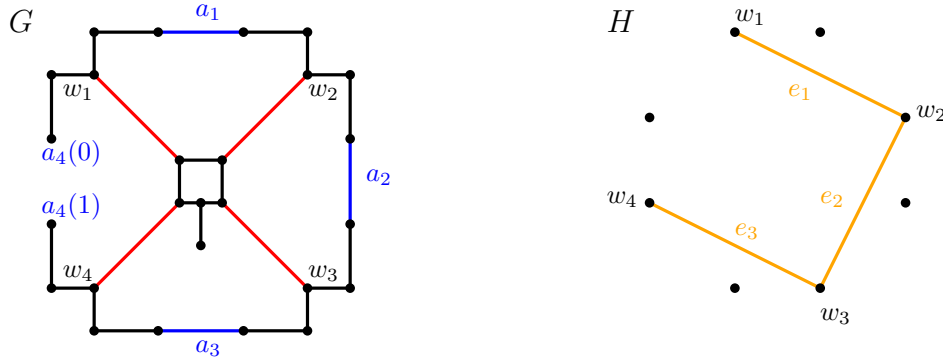 G
a₁
w₁
w₂
a₄(0)
a₂
a₄(1)
w₄
w₃
a₃
H
w₁
e₁
w₂
w₄
e₂
e₃
w₃